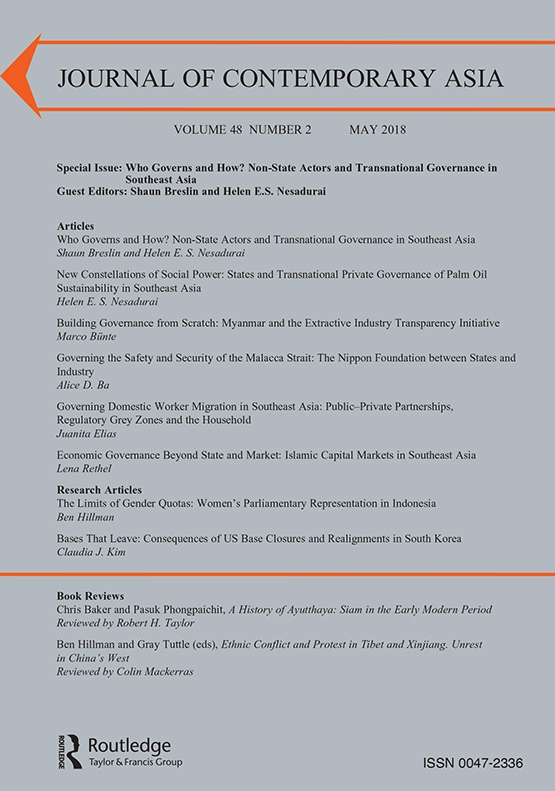 JOURNAL OF CONTEMPORARY ASIA
VOLUME 48 NUMBER 2 MAY 2018
Special Issue: Who Governs and How? Non-State Actors and Transnational Governance in
Southeast Asia
Guest Editors: Shaun Breslin and Helen E.S. Nesadurai
Articles
Who Governs and How? Non-State Actors and Transnational Governance in Southeast Asia
Shaun Breslin and Helen E. S. Nesadurai
New Constellations of Social Power: States and Transnational Private Governance of Palm Oil
Sustainability in Southeast Asia
Helen E. S. Nesadurai
Building Governance from Scratch: Myanmar and the Extractive Industry Transparency Initiative
Marco Bünte
Governing the Safety and Security of the Malacca Strait: The Nippon Foundation between States and
Industry
Alice D. Ba
Governing Domestic Worker Migration in Southeast Asia: Public–Private Partnerships,
Regulatory Grey Zones and the Household
Juanita Elias
Economic Governance Beyond State and Market: Islamic Capital Markets in Southeast Asia
Lena Rethel
Research Articles
The Limits of Gender Quotas: Women's Parliamentary Representation in Indonesia
Ben Hillman
Bases That Leave: Consequences of US Base Closures and Realignments in South Korea
Claudia J. Kim
Book Reviews
Chris Baker and Pasuk Phongpaichit, A History of Ayutthaya: Siam in the Early Modern Period
Reviewed by Robert H. Taylor
Ben Hillman and Gray Tuttle (eds), Ethnic Conflict and Protest in Tibet and Xinjiang. Unrest
in China's West
Reviewed by Colin Mackerras
ROUTLEDGE
Routledge
Taylor & Francis Group
ISSN 0047-2336